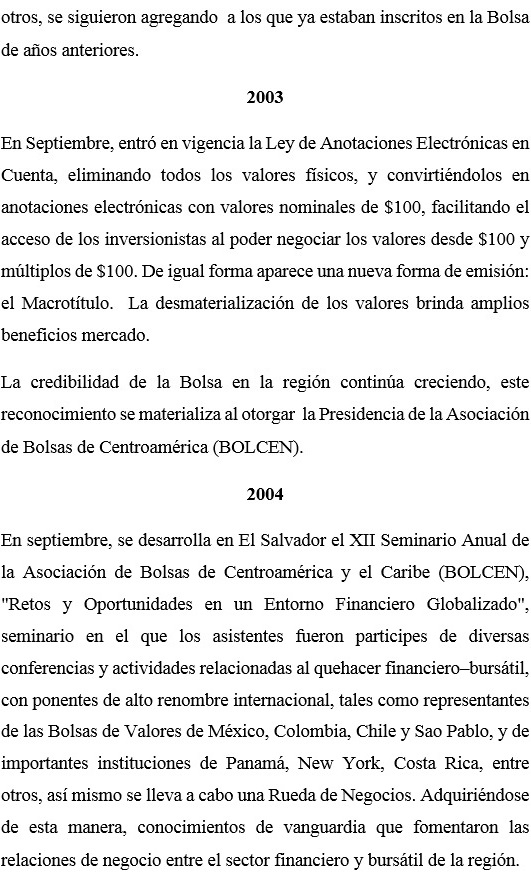 otros, se siguieron agregando  a los que ya estaban inscritos en la Bolsa
de años anteriores.
2003
En Septiembre, entró en vigencia la Ley de Anotaciones Electrónicas en
Cuenta, eliminando todos los valores físicos, y convirtiéndolos en
anotaciones electrónicas con valores nominales de $100, facilitando el
acceso de los inversionistas al poder negociar los valores desde $100 y
múltiplos de $100. De igual forma aparece una nueva forma de emisión:
el Macrotítulo.  La desmaterialización de los valores brinda amplios
beneficios mercado.
La credibilidad de la Bolsa en la región continúa creciendo, este
reconocimiento se materializa al otorgar  la Presidencia de la Asociación
de Bolsas de Centroamérica (BOLCEN).
2004
En septiembre, se desarrolla en El Salvador el XII Seminario Anual de
la Asociación de Bolsas de Centroamérica y el Caribe (BOLCEN),
"Retos y Oportunidades en un Entorno Financiero Globalizado",
seminario en el que los asistentes fueron participes de diversas
conferencias y actividades relacionadas al quehacer financiero–bursátil,
con ponentes de alto renombre internacional, tales como representantes
de las Bolsas de Valores de México, Colombia, Chile y Sao Pablo, y de
importantes instituciones de Panamá, New York, Costa Rica, entre
otros, así mismo se lleva a cabo una Rueda de Negocios. Adquiriéndose
de esta manera, conocimientos de vanguardia que fomentaron las
relaciones de negocio entre el sector financiero y bursátil de la región.